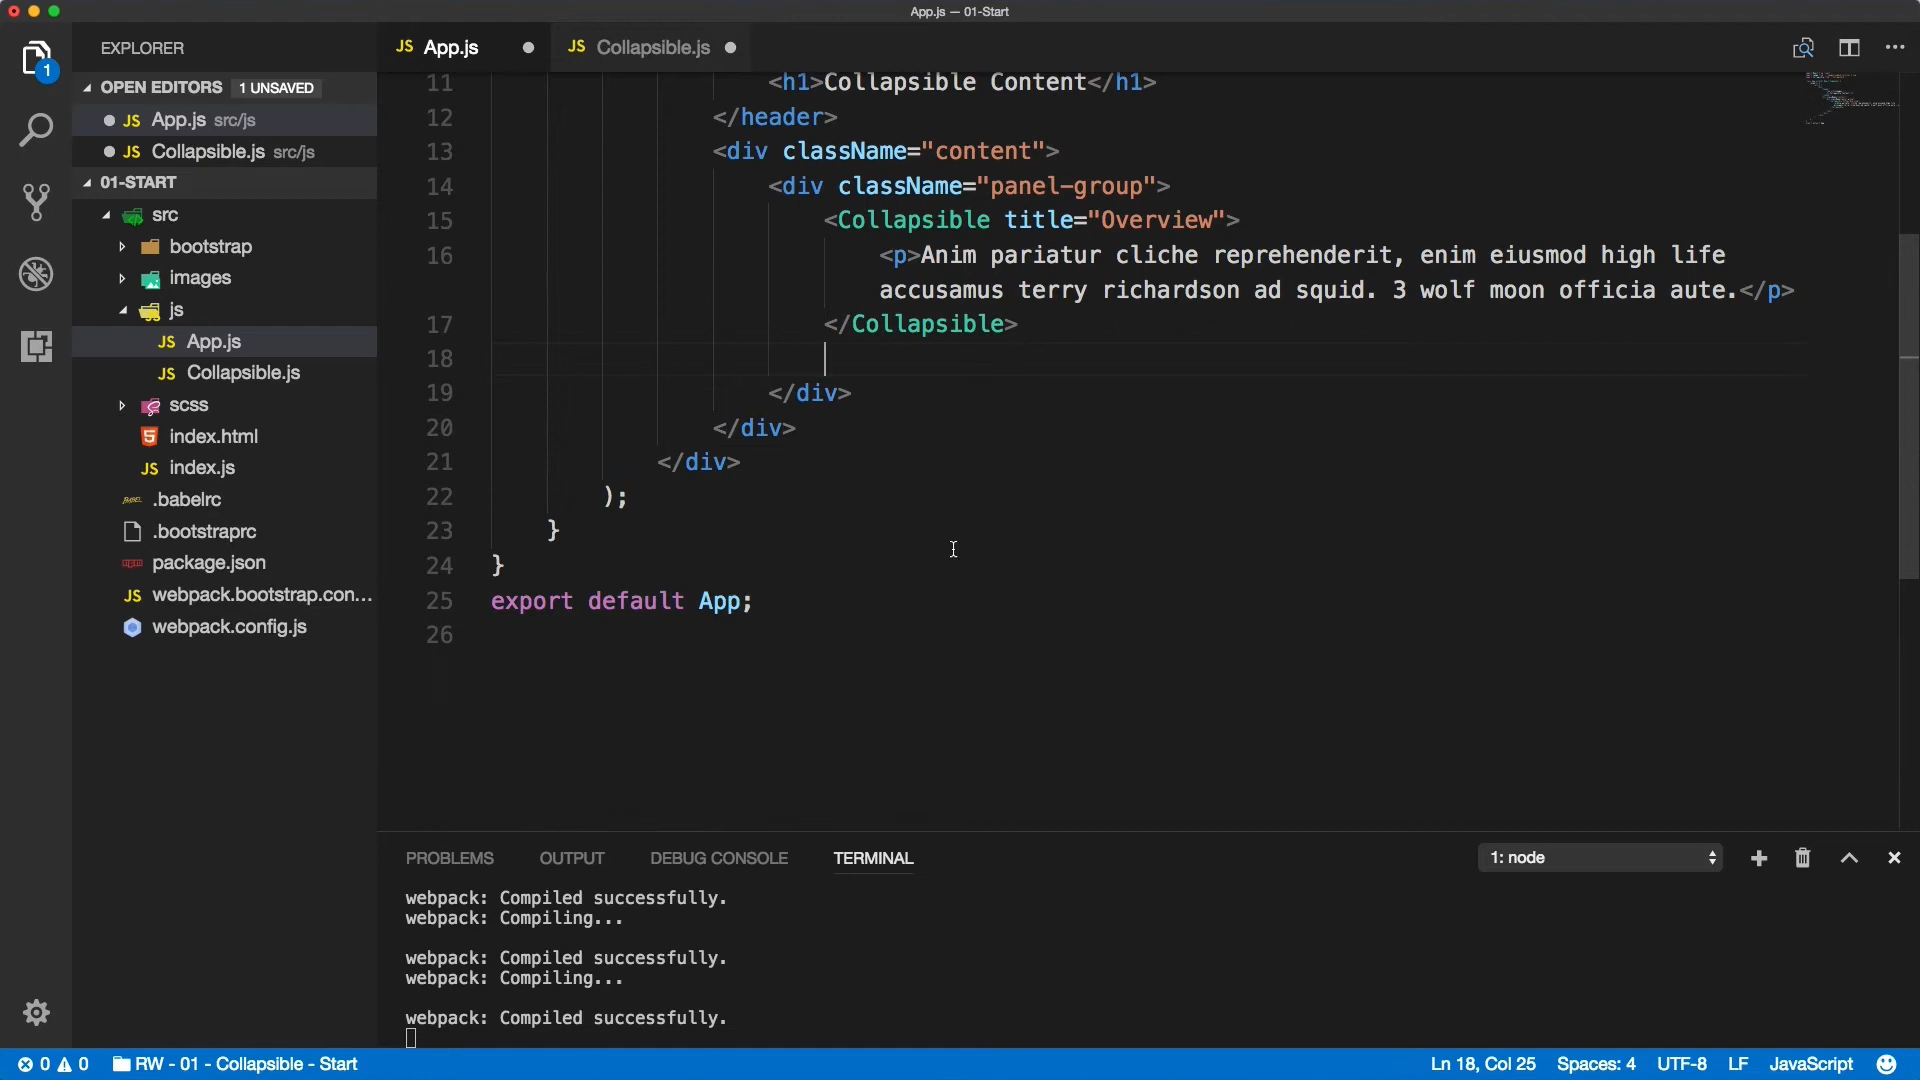 App.js — 01-Start
EXPLORER
OPEN EDITORS 1 UNSAVED
JS App.js src/js
JS Collapsible.js src/js
01-START
src
bootstrap
images
js
JS App.js
JS Collapsible.js
scss
index.html
JS index.js
.babelrc
.bootstraprc
package.json
JS webpack.bootstrap.con...
webpack.config.js
1
JS App.js
JS Collapsible.js
11 <h1>Collapsible Content</h1>
12 </header>
13 <div className="content">
14 <div className="panel-group">
15 <Collapsible title="Overview">
16 <p>Anim pariatur cliche reprehenderit, enim eiusmod high life
accusamus terry richardson ad squid. 3 wolf moon officia aute.</p>
17 </Collapsible>
18
19 </div>
20 </div>
21 </div>
22 );
23 }
24 }
25 export default App;
26
PROBLEMS OUTPUT DEBUG CONSOLE TERMINAL 1: node
webpack: Compiled successfully.
webpack: Compiling...
webpack: Compiled successfully.
webpack: Compiling...
webpack: Compiled successfully.
0 0 RW - 01 - Collapsible - Start Ln 18, Col 25 Spaces: 4 UTF-8 LF JavaScript